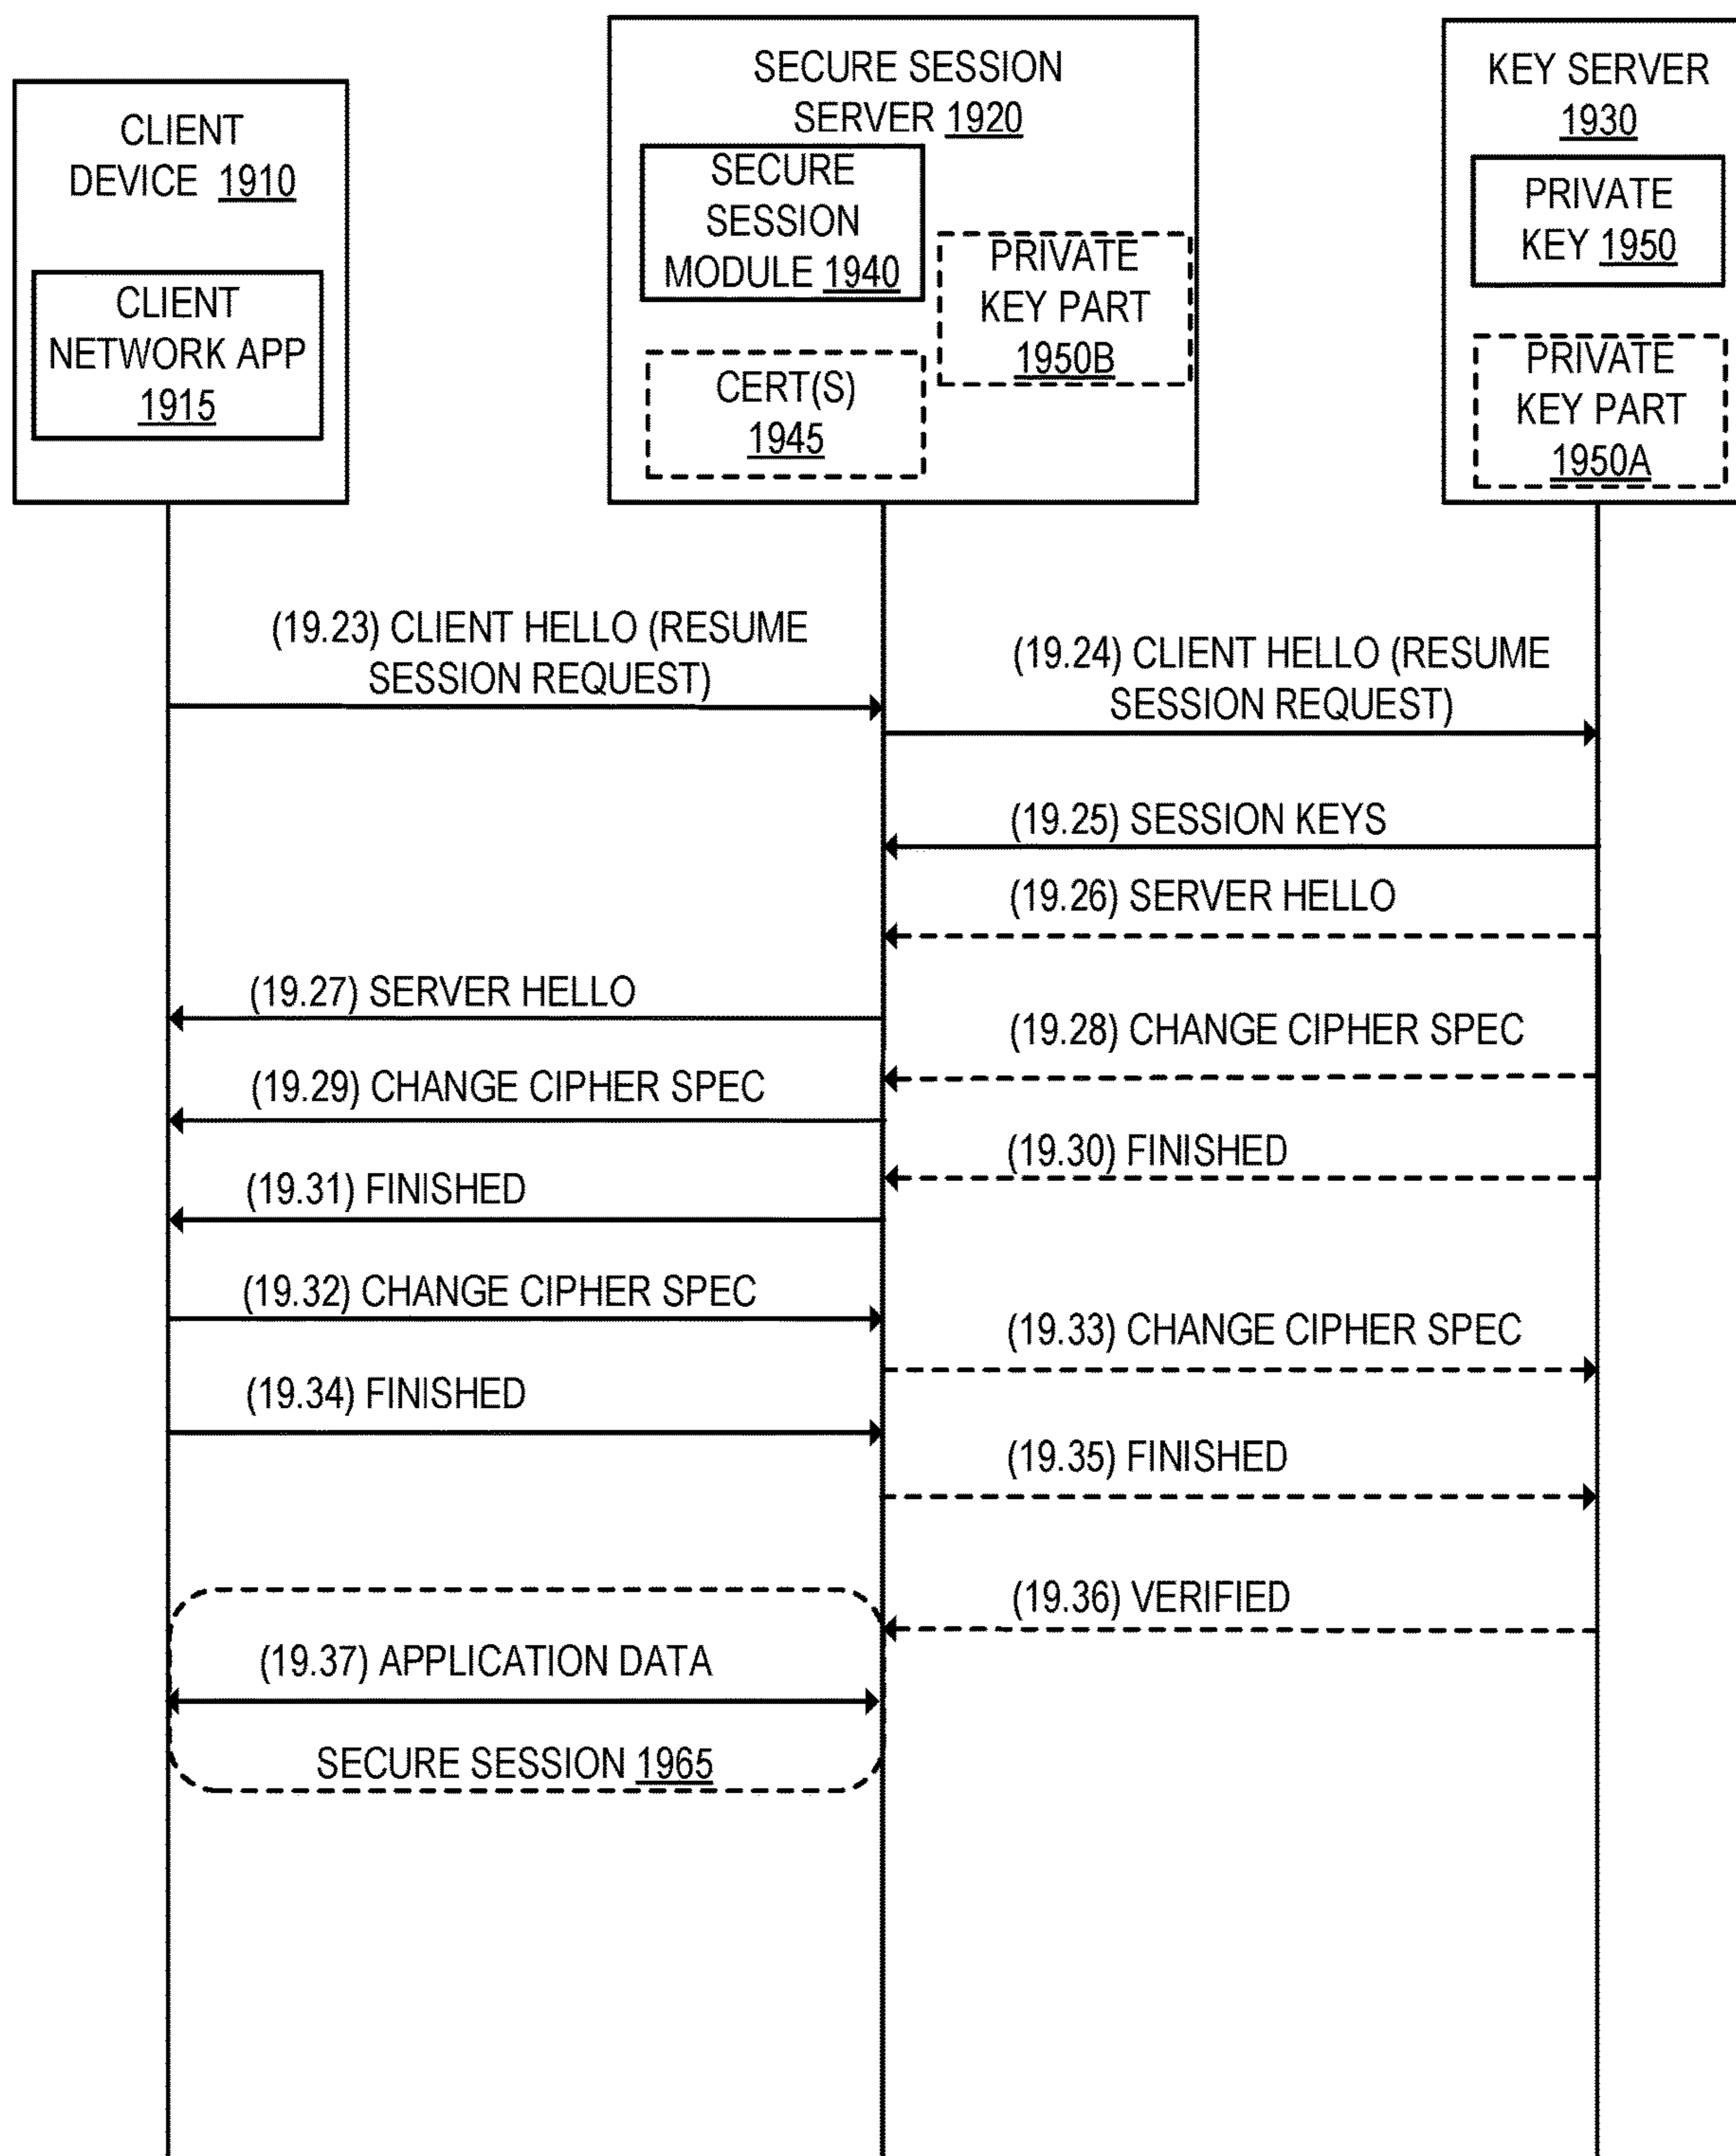 CLIENT
DEVICE 1910
CLIENT
NETWORK APP
1915
SECURE SESSION
SERVER 1920
SECURE
SESSION
MODULE 1940
PRIVATE
KEY PART
1950B
CERT(S)
1945
KEY SERVER
1930
PRIVATE
KEY 1950
PRIVATE
KEY PART
1950A
(19.23) CLIENT HELLO (RESUME
SESSION REQUEST)
(19.24) CLIENT HELLO (RESUME
SESSION REQUEST)
(19.25) SESSION KEYS
(19.26) SERVER HELLO
(19.27) SERVER HELLO
(19.28) CHANGE CIPHER SPEC
(19.29) CHANGE CIPHER SPEC
(19.30) FINISHED
(19.31) FINISHED
(19.32) CHANGE CIPHER SPEC
(19.33) CHANGE CIPHER SPEC
(19.34) FINISHED
(19.35) FINISHED
(19.36) VERIFIED
(19.37) APPLICATION DATA
SECURE SESSION 1965